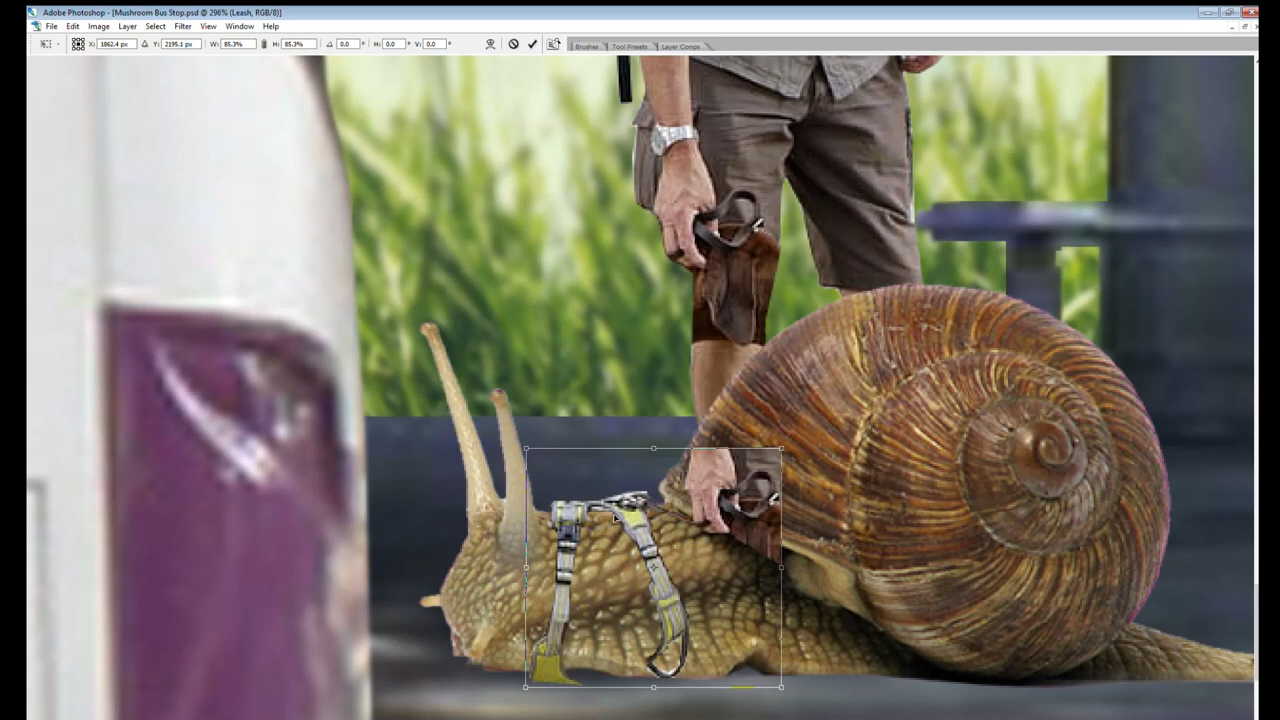 Adobe Photoshop - [Mushroom Bus Stop.psd @ 296% (Leash, RGB/8)]
File Edit Image Layer Select Filter View Window Help
X: 1862.4 px Y: 2195.1 px W: 85.3% H: 85.3% 0.0 ° H: 0.0 ° V: 0.0 ° Brushes Tool Presets Layer Comps